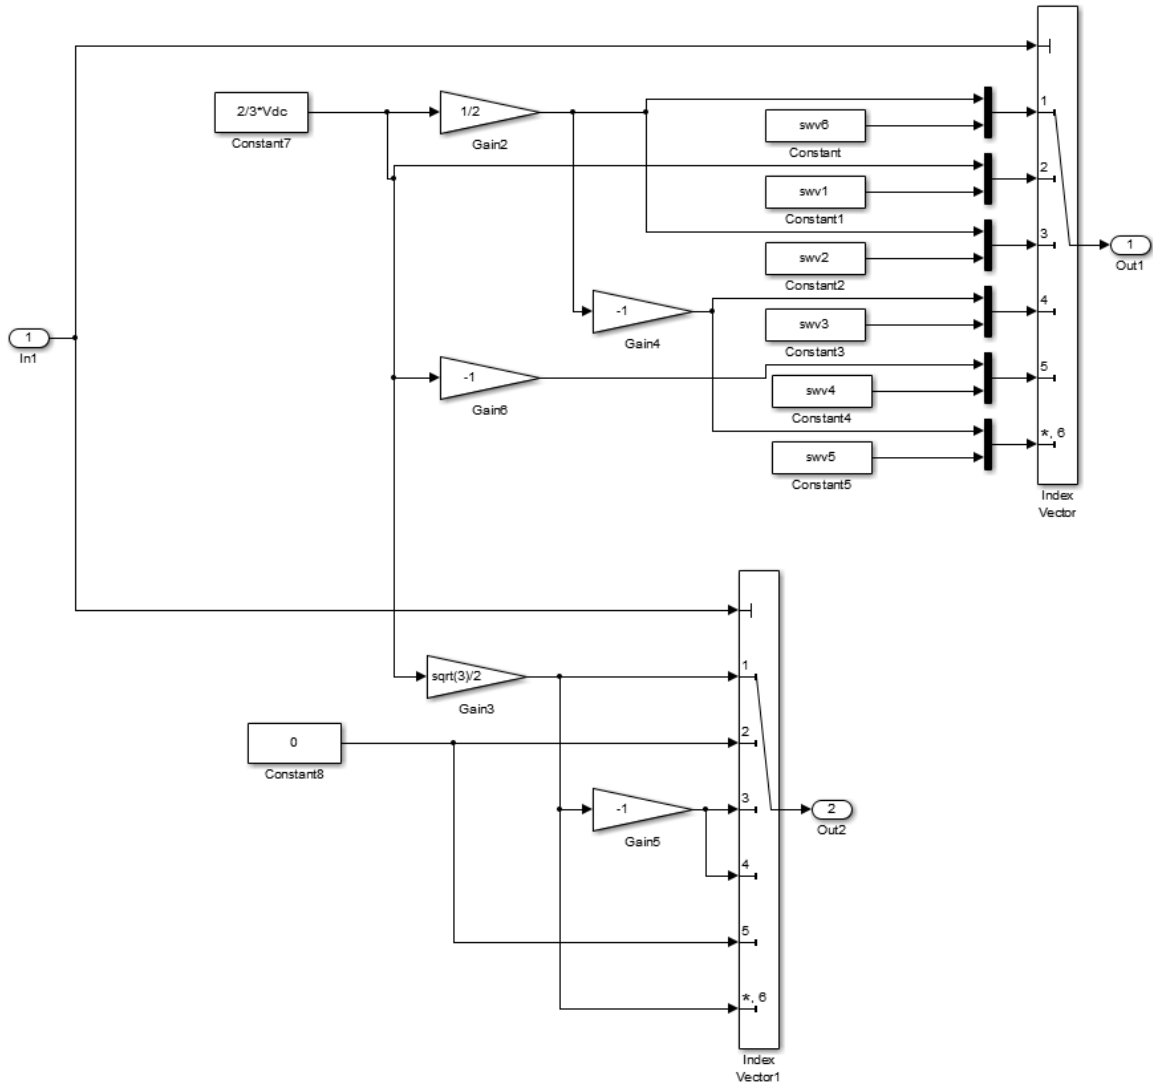 2/3*Vdc
Constant7
1/2
Gain2
swv6
Constant
1
swv1
Constant1
2
swv2
Constant2
3
1
Out1
-1
Gain4
swv3
Constant3
4
1
In1
-1
Gain6
swv4
Constant4
5
swv5
Constant5
*, 6
Index
Vector
sqrt(3)/2
Gain3
1
0
Constant8
2
-1
Gain5
3
2
Out2
4
5
*, 6
Index
Vector1